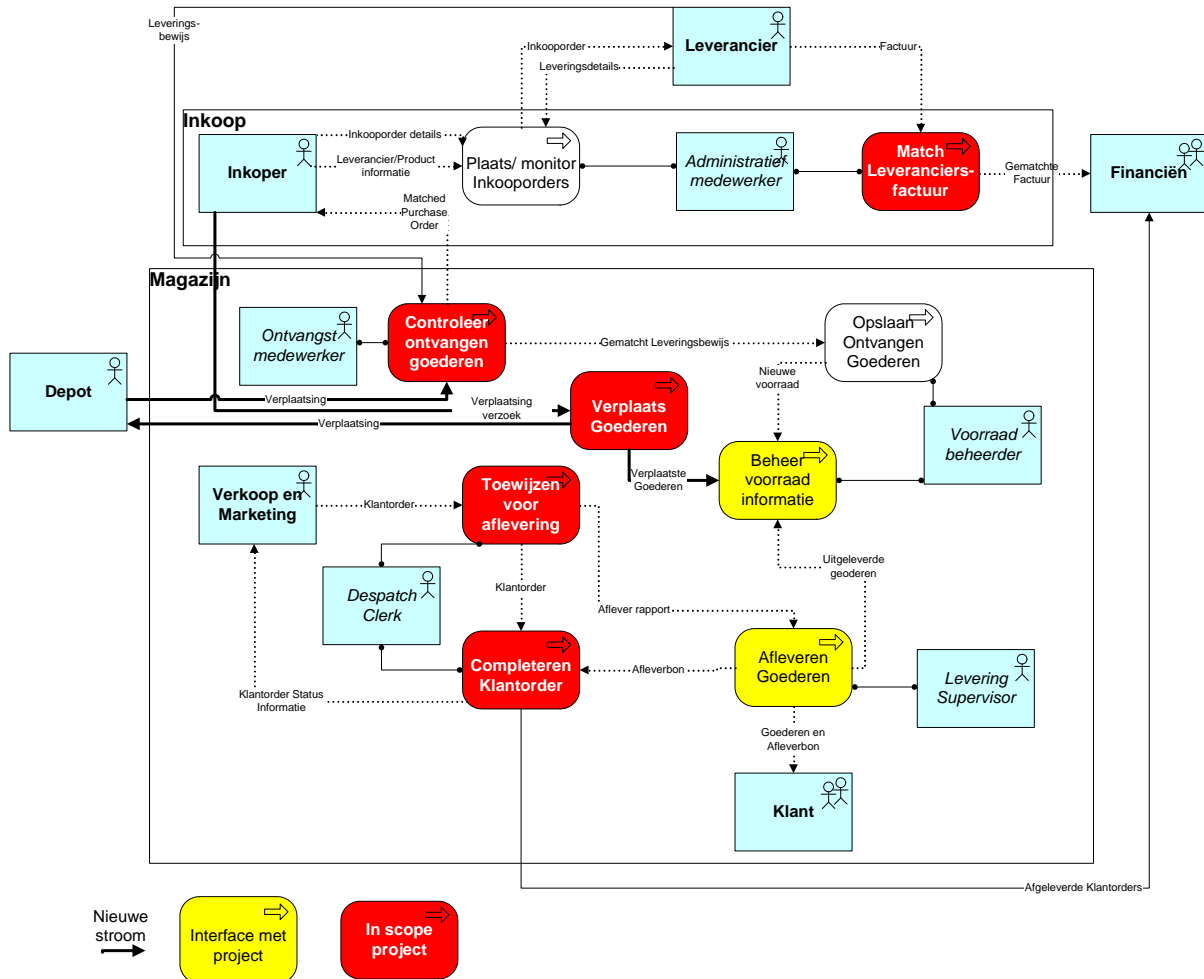 Leverings-
bewijs
Inkooporder
Leverancier
Factuur
Leveringsdetails
Inkoop
Inkoper
Inkooporder details
Leverancier/Product
informatie
Plaats/ monitor
Inkooporders
Administratief
medewerker
Match
Leveranciers-
factuur
Gematchte
Factuur
Financiën
Matched
Purchase
Order
Magazijn
Ontvangst
medewerker
Controleer
ontvangen
goederen
Gematcht Leveringsbewijs
Opslaan
Ontvangen
Goederen
Nieuwe
voorraad
Depot
Verplaatsing
Verplaatsing
verzoek
Verplaatsing
Verplaats
Goederen
Verplaatste
Goederen
Beheer
voorraad
informatie
Voorraad
beheerder
Verkoop en
Marketing
Klantorder
Toewijzen
voor
aflevering
Despatch
Clerk
Klantorder
Aflever rapport
Uitgeleverde
geoderen
Completeren
Klantorder
Afleverbon
Afleveren
Goederen
Levering
Supervisor
Klantorder Status
Informatie
Goederen en
Afleverbon
Klant
Afgeleverde Klantorders
Nieuwe
stroom
Interface met
project
In scope
project